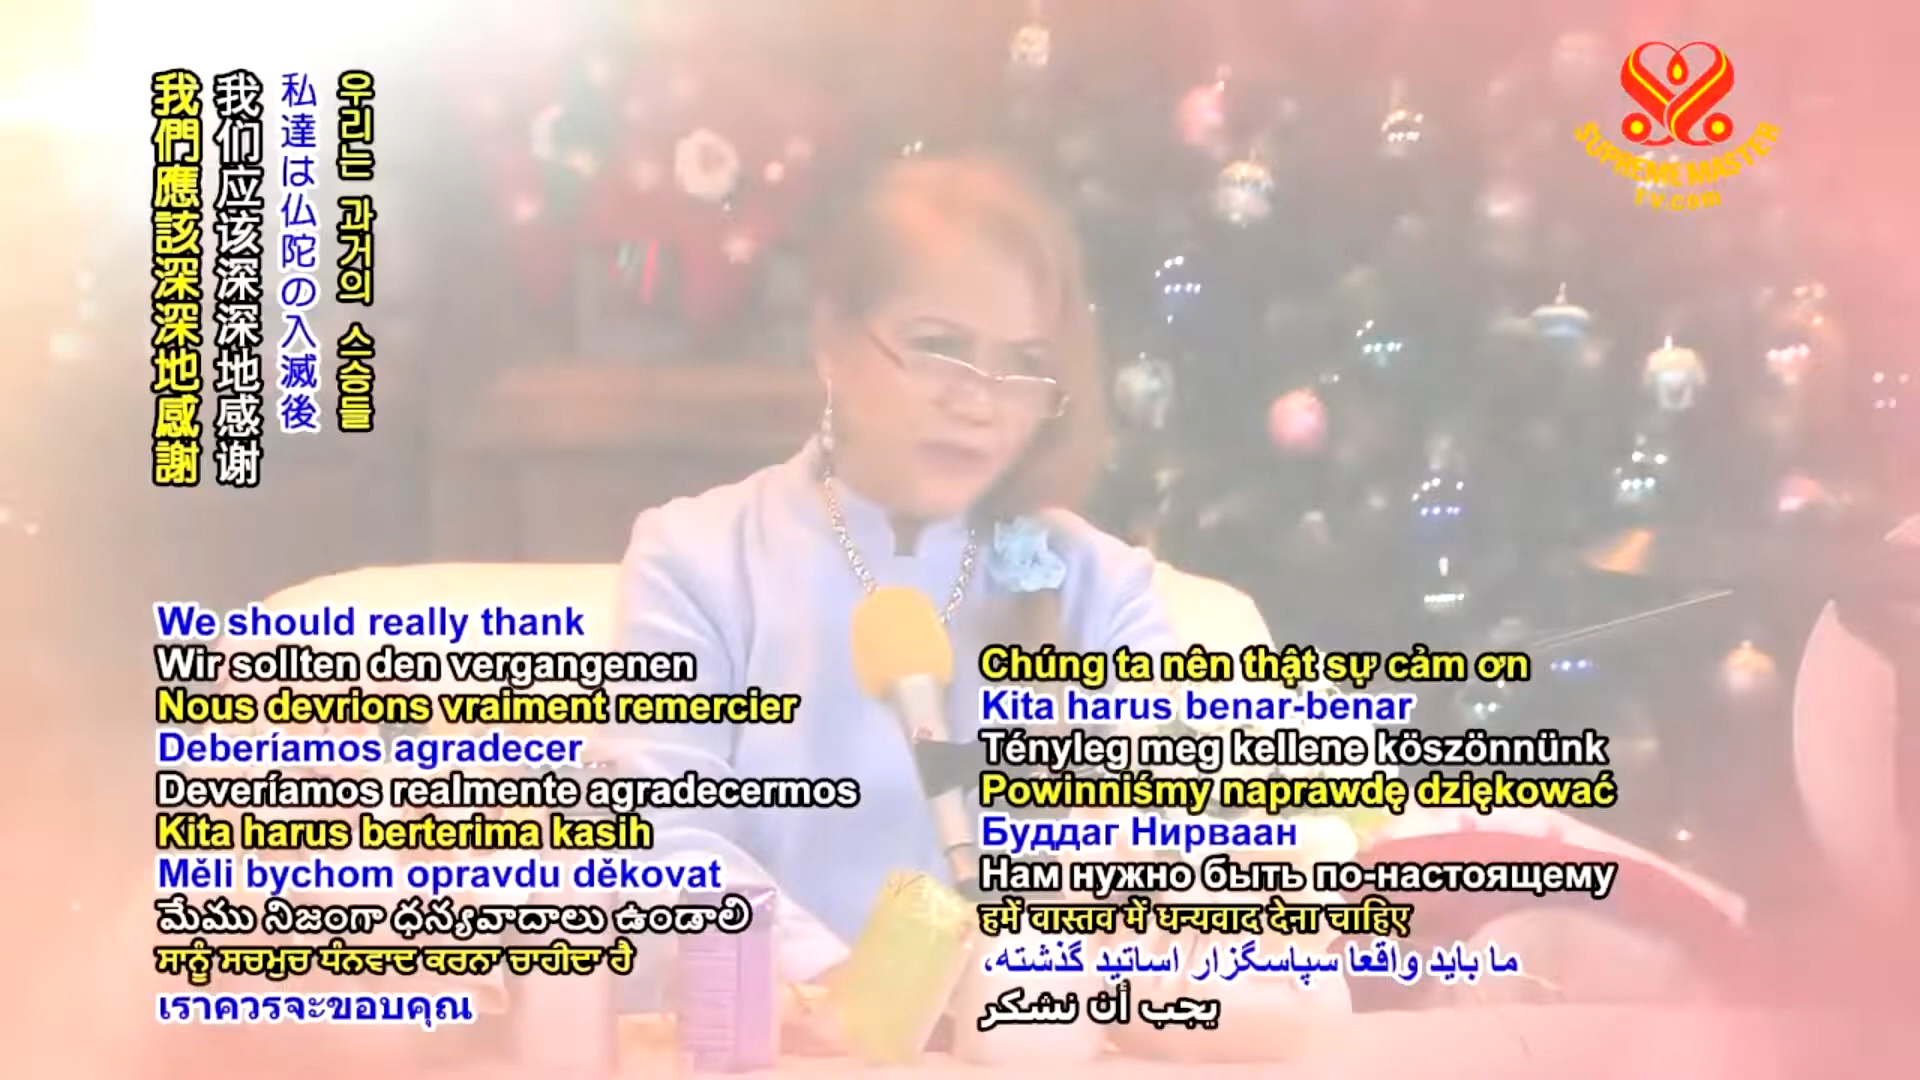 我們應該深深地感謝
我们应该深深地感谢
私達は仏陀の入滅後
우리는 과거의 스승들
SUPREME MASTER
TV.com
We should really thank
Wir sollten den vergangenen
Nous devrions vraiment remercier
Deberíamos agradecer
Deveríamos realmente agradecermos
Kita harus berterima kasih
Měli bychom opravdu děkovat
మేము నిజంగా ధన్యవాదాలు ఉండాలి
ਸਾਨੂੰ ਸਚਮੁਚ ਧੰਨਵਾਦ ਕਰਨਾ ਚਾਹੀਦਾ ਹੈ
เราควรจะขอบคุณ
Chúng ta nên thật sự cảm ơn
Kita harus benar-benar
Tényleg meg kellene köszönnünk
Powinniśmy naprawdę dziękować
Буддаг Нирваан
Нам нужно быть по-настоящему
हमें वास्तव में धन्यवाद देना चाहिए
ما باید واقعا سپاسگزار اساتید گذشته،
يجب أن نشكر